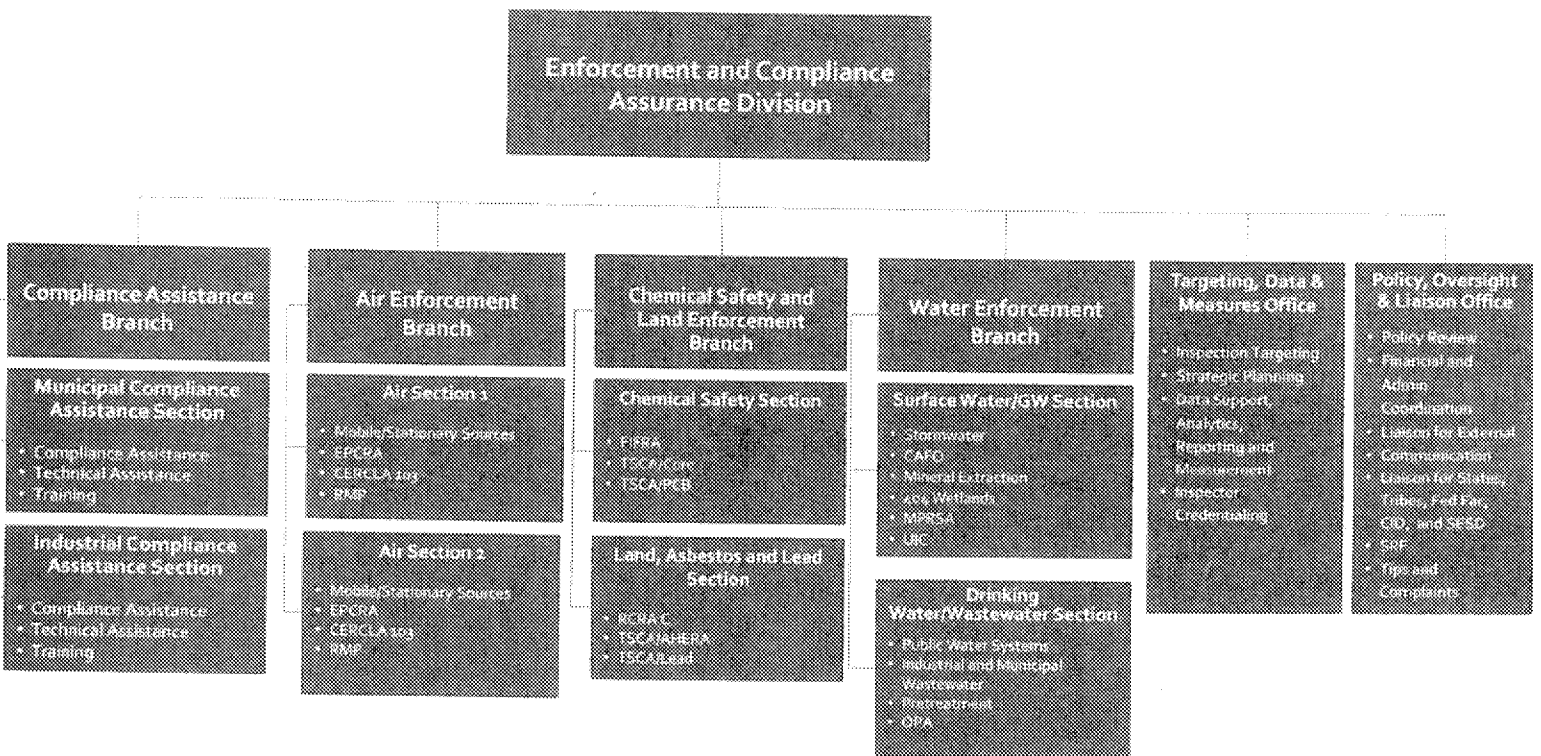 Enforcement and Compliance
Assurance Division
Compliance Assistance
Branch
Municipal Compliance
Assistance Section
• Compliance Assistance
• Technical Assistance
• Training
Industrial Compliance
Assistance Section
• Compliance Assistance
• Technical Assistance
• Training
Air Enforcement
Branch
Air Section 1
• Mobile/Stationary Sources
• EPCRA
• CERCLA 103
• RMP
Air Section 2
• Mobile/Stationary Sources
• EPCRA
• CERCLA 103
• RMP
Chemical Safety and
Land Enforcement
Branch
Chemical Safety Section
• FIFRA
• TSCA/Core
• TSCA/PCB
Land, Asbestos and Lead
Section
• RCRA C
• TSCA/AHERA
• TSCA/Lead
Water Enforcement
Branch
Surface Water/GW Section
• Stormwater
• CAFO
• Mineral Extraction
• 404 Wetlands
• MPRSA
• UIC
Drinking
Water/Wastewater Section
• Public Water Systems
• Industrial and Municipal
Wastewater
• Pretreatment
• OPA
Targeting, Data &
Measures Office
• Inspection Targeting
• Strategic Planning
• Data Support,
Analytics,
Reporting and
Measurement
• Inspector
Credentialing
Policy, Oversight
& Liaison Office
• Policy Review
• Financial and
Admin
Coordination
• Liaison for External
Communication
• Liaison for States,
Tribes, Fed Fac,
CID, and SESD
• SRF
• Tips and
Complaints